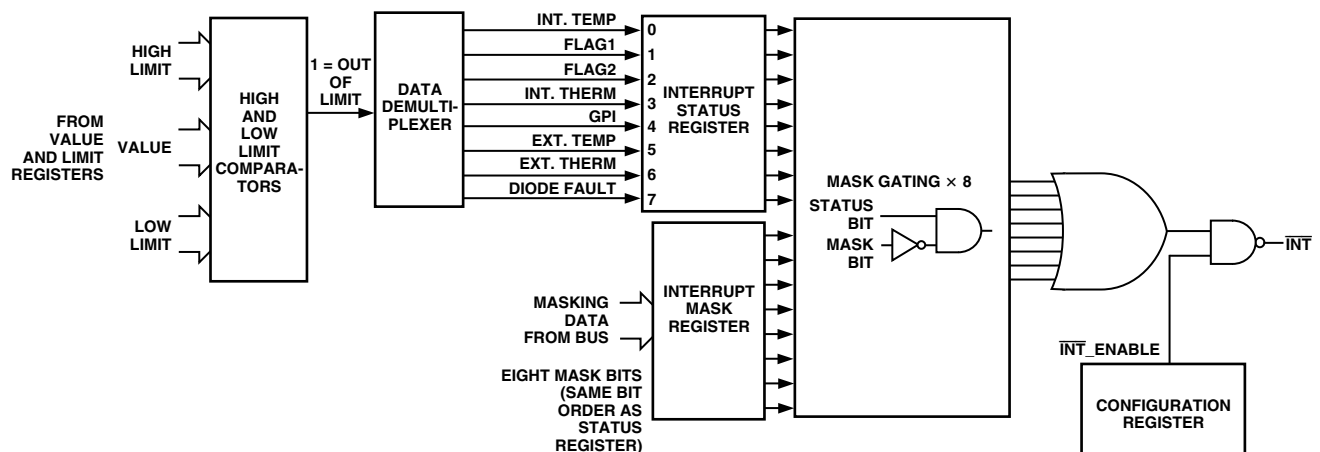 HIGH
LIMIT
FROM
VALUE
AND LIMIT
REGISTERS
VALUE
LOW
LIMIT
HIGH
AND
LOW
LIMIT
COMPARA-
TORS
1 = OUT
OF
LIMIT
DATA
DEMULTI-
PLEXER
INT. TEMP
FLAG1
FLAG2
INT. THERM
GPI
EXT. TEMP
EXT. THERM
DIODE FAULT
0
1
2
3
4
5
6
7
INTERRUPT
STATUS
REGISTER
MASKING
DATA
FROM BUS
EIGHT MASK BITS
(SAME BIT
ORDER AS
STATUS
REGISTER)
INTERRUPT
MASK
REGISTER
MASK GATING × 8
STATUS
BIT
MASK
BIT
I̅N̅T̅
I̅N̅T̅_ENABLE
CONFIGURATION
REGISTER